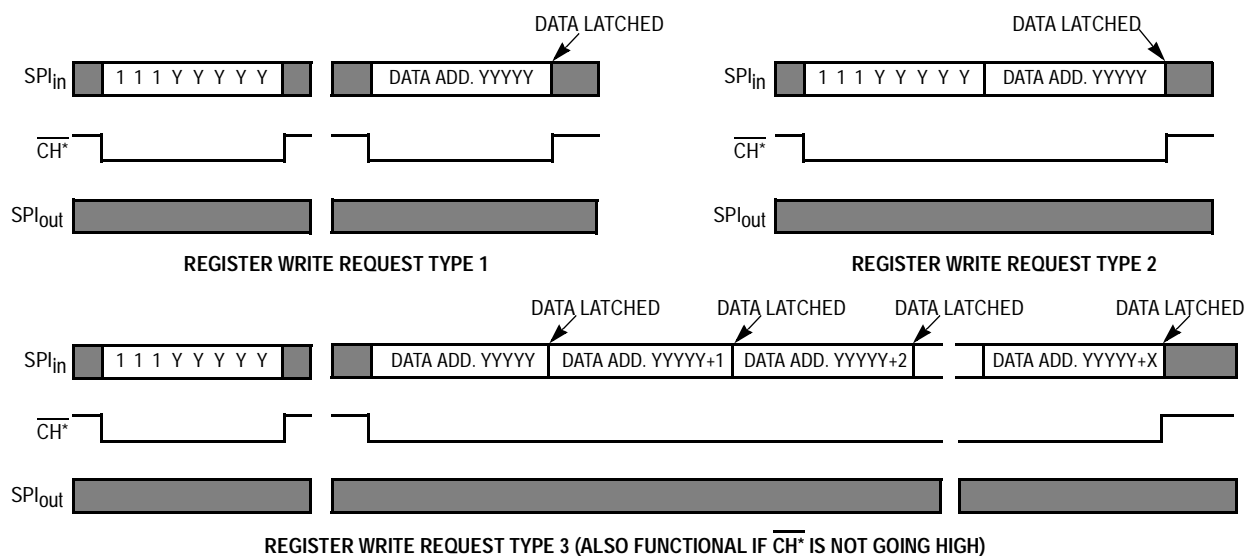 DATA LATCHED
SPIin 1 1 1 Y Y Y Y Y DATA ADD. YYYYY
CH*
SPIout
REGISTER WRITE REQUEST TYPE 1
DATA LATCHED
SPIin 1 1 1 Y Y Y Y Y DATA ADD. YYYYY
CH*
SPIout
REGISTER WRITE REQUEST TYPE 2
DATA LATCHED DATA LATCHED DATA LATCHED DATA LATCHED
SPIin 1 1 1 Y Y Y Y Y DATA ADD. YYYYY DATA ADD. YYYYY+1 DATA ADD. YYYYY+2 DATA ADD. YYYYY+X
CH*
SPIout
REGISTER WRITE REQUEST TYPE 3 (ALSO FUNCTIONAL IF CH* IS NOT GOING HIGH)